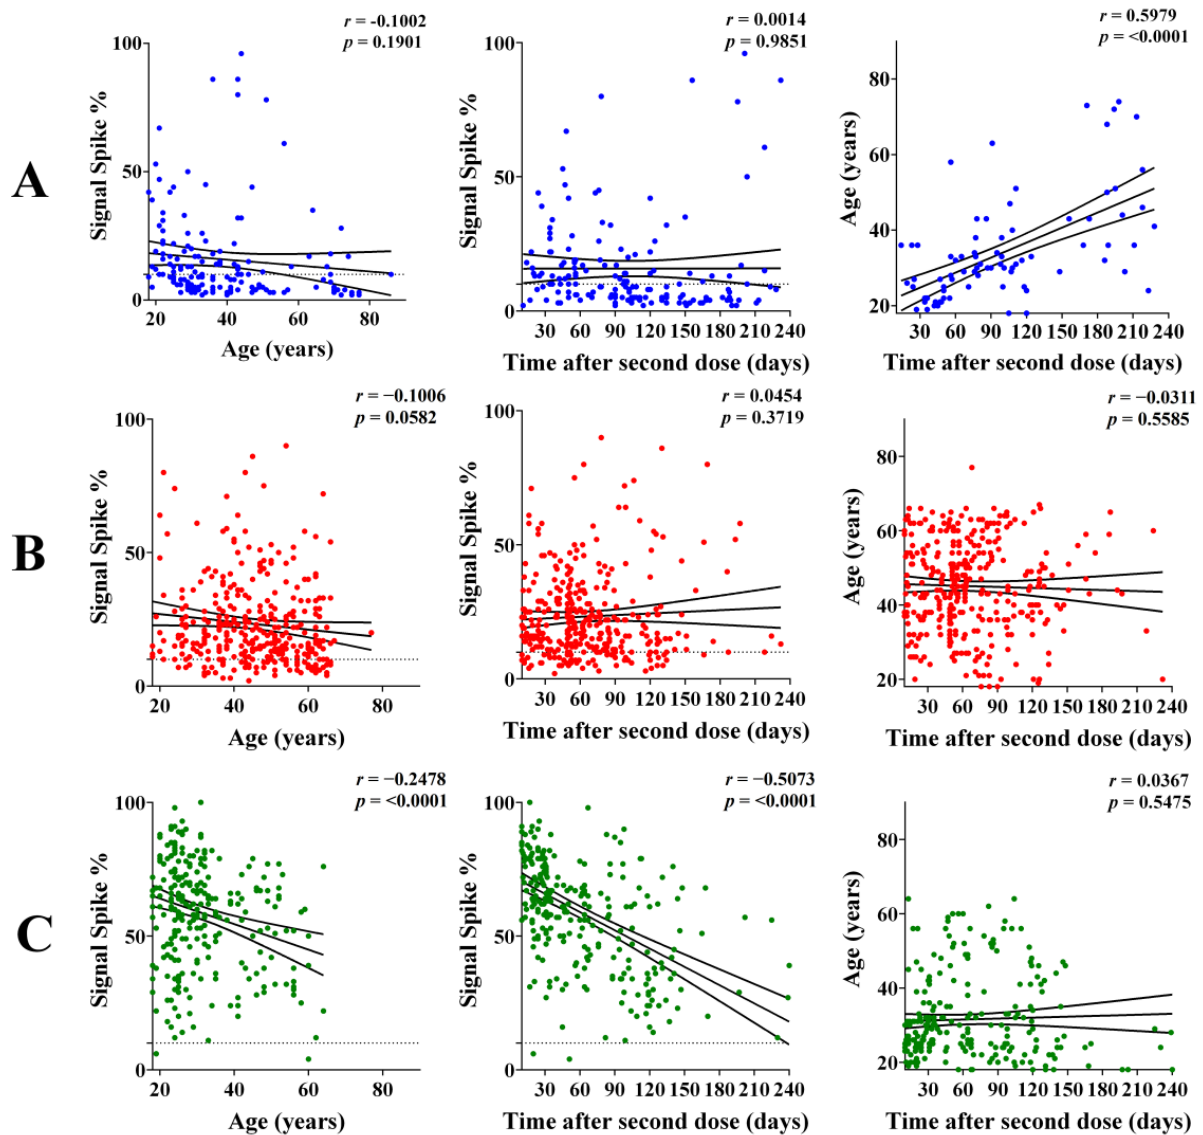 A
r = -0.1002
p = 0.1901
100
50
0
Signal Spike %
20 40 60 80
Age (years)
r = 0.0014
p = 0.9851
100
50
0
Signal Spike %
30 60 90 120 150 180 210 240
Time after second dose (days)
r = 0.5979
p = <0.0001
80
60
40
20
Age (years)
30 60 90 120 150 180 210 240
Time after second dose (days)
B
r = −0.1006
p = 0.0582
100
50
0
Signal Spike %
20 40 60 80
Age (years)
r = 0.0454
p = 0.3719
100
50
0
Signal Spike %
30 60 90 120 150 180 210 240
Time after second dose (days)
r = −0.0311
p = 0.5585
80
60
40
20
Age (years)
30 60 90 120 150 180 210 240
Time after second dose (days)
C
r = −0.2478
p = <0.0001
100
50
0
Signal Spike %
20 40 60 80
Age (years)
r = −0.5073
p = <0.0001
100
50
0
Signal Spike %
30 60 90 120 150 180 210 240
Time after second dose (days)
r = 0.0367
p = 0.5475
80
60
40
20
Age (years)
30 60 90 120 150 180 210 240
Time after second dose (days)